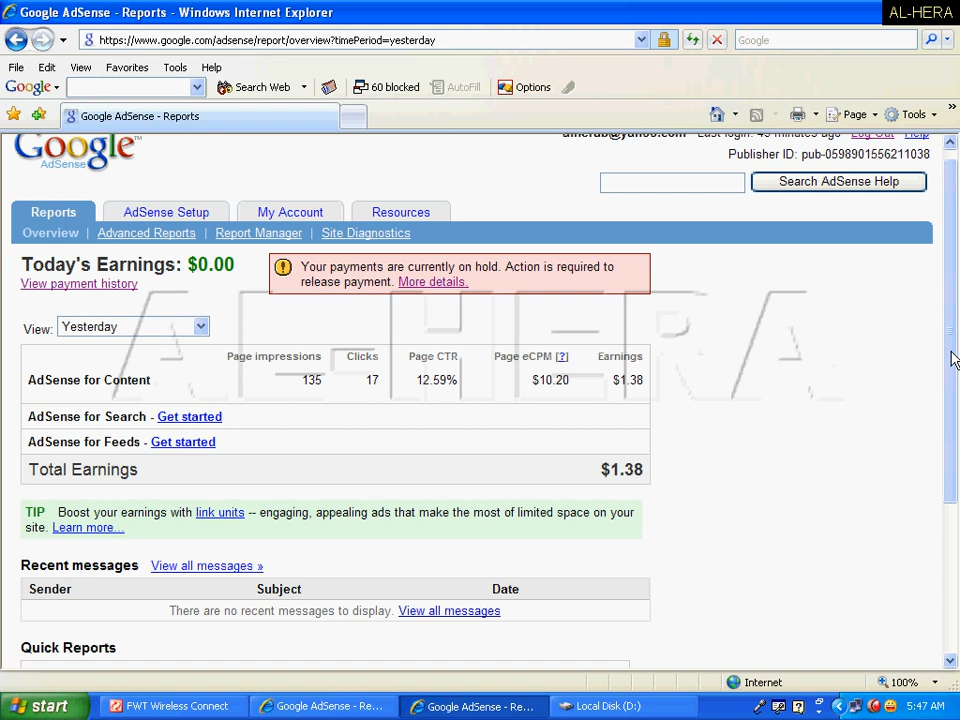 Google AdSense - Reports - Windows Internet Explorer
AL-HERA
https://www.google.com/adsense/report/overview?timePeriod=yesterday
Google
File Edit View Favorites Tools Help
Google Search Web 60 blocked AutoFill Options
Google AdSense - Reports Page Tools
Google™
AdSense
Log Out Help
Publisher ID: pub-0598901556211038
Search AdSense Help
Reports AdSense Setup My Account Resources
Overview | Advanced Reports | Report Manager | Site Diagnostics
Today's Earnings: $0.00
View payment history
Your payments are currently on hold. Action is required to
release payment. More details.
AL-HERA
View: Yesterday
Page impressions Clicks Page CTR Page eCPM [?] Earnings
AdSense for Content 135 17 12.59% $10.20 $1.38
AdSense for Search - Get started
AdSense for Feeds - Get started
Total Earnings $1.38
TIP Boost your earnings with link units -- engaging, appealing ads that make the most of limited space on your
site. Learn more...
Recent messages View all messages »
Sender Subject Date
There are no recent messages to display. View all messages
Quick Reports
Internet 100%
start FWT Wireless Connect Google AdSense - Re... Google AdSense - Re... Local Disk (D:) 5:47 AM